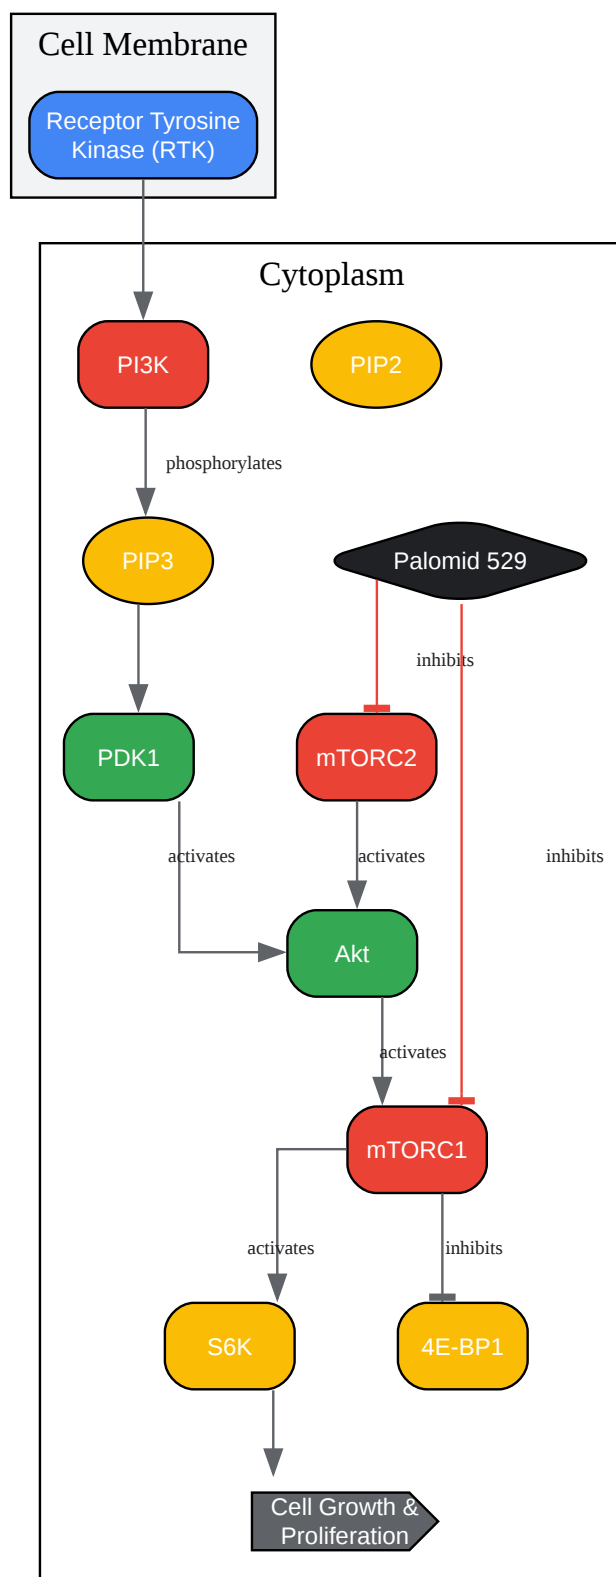 Cell Membrane
Receptor Tyrosine
Kinase (RTK)
Cytoplasm
PI3K
PIP2
phosphorylates
PIP3
Palomid 529
inhibits
PDK1
mTORC2
activates
activates
inhibits
Akt
activates
mTORC1
activates
inhibits
S6K
4E-BP1
Cell Growth &
Proliferation